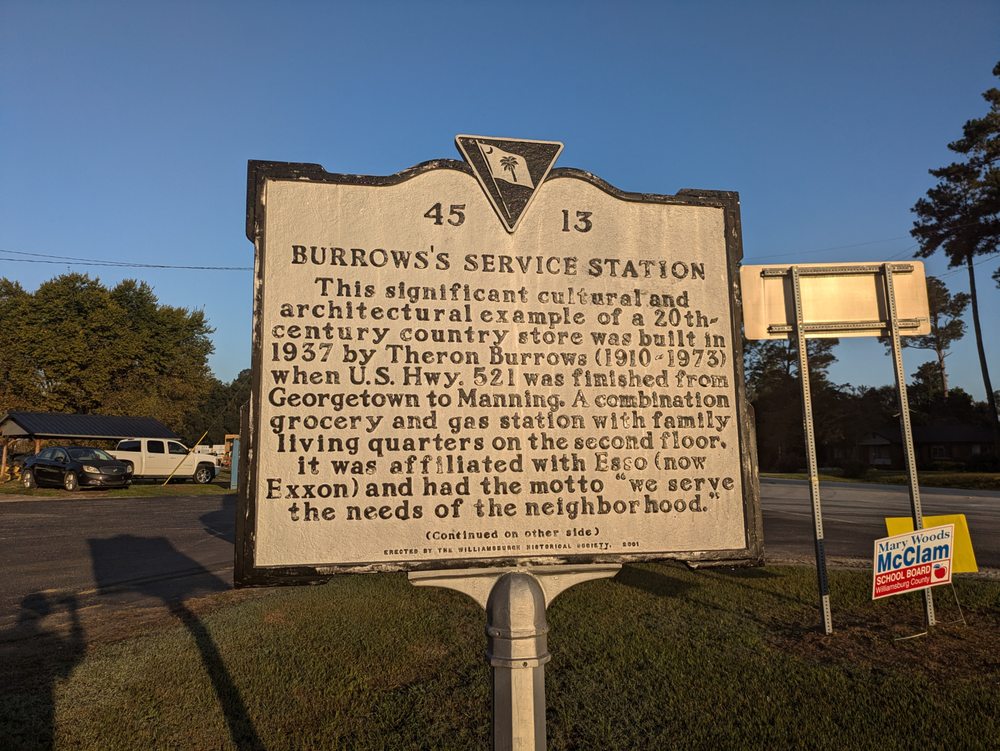 45 13
BURROWS'S SERVICE STATION
This significant cultural and
architectural example of a 20th-
century country store was built in
1937 by Theron Burrows (1910-1973)
when U.S. Hwy. 521 was finished from
Georgetown to Manning. A combination
grocery and gas station with family
living quarters on the second floor,
it was affiliated with Esso (now
Exxon) and had the motto "we serve
the needs of the neighborhood."
(Continued on other side)
ERECTED BY THE WILLIAMSBURGH HISTORICAL SOCIETY, 2001
Mary Woods
McClam
SCHOOL BOARD
Williamsburg County